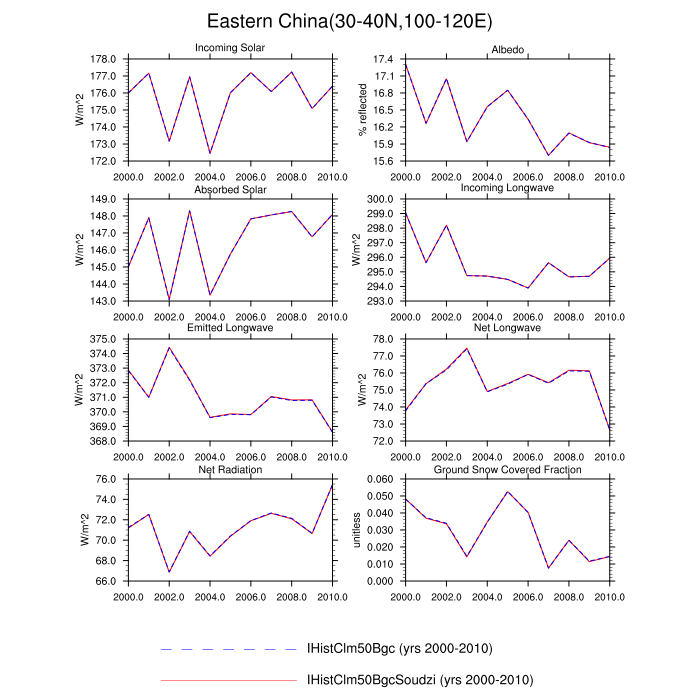 Eastern China(30-40N,100-120E)
Incoming Solar
W/m^2
178.0
177.0
176.0
175.0
174.0
173.0
172.0
2000.0 2002.0 2004.0 2006.0 2008.0 2010.0
Albedo
% reflected
17.4
17.1
16.8
16.5
16.2
15.9
15.6
2000.0 2002.0 2004.0 2006.0 2008.0 2010.0
Absorbed Solar
W/m^2
149.0
148.0
147.0
146.0
145.0
144.0
143.0
2000.0 2002.0 2004.0 2006.0 2008.0 2010.0
Incoming Longwave
W/m^2
300.0
299.0
298.0
297.0
296.0
295.0
294.0
293.0
2000.0 2002.0 2004.0 2006.0 2008.0 2010.0
Emitted Longwave
W/m^2
375.0
374.0
373.0
372.0
371.0
370.0
369.0
368.0
2000.0 2002.0 2004.0 2006.0 2008.0 2010.0
Net Longwave
W/m^2
78.0
77.0
76.0
75.0
74.0
73.0
72.0
2000.0 2002.0 2004.0 2006.0 2008.0 2010.0
Net Radiation
W/m^2
76.0
74.0
72.0
70.0
68.0
66.0
2000.0 2002.0 2004.0 2006.0 2008.0 2010.0
Ground Snow Covered Fraction
unitless
0.060
0.050
0.040
0.030
0.020
0.010
0.000
2000.0 2002.0 2004.0 2006.0 2008.0 2010.0
IHistClm50Bgc (yrs 2000-2010)
IHistClm50BgcSoudzi (yrs 2000-2010)